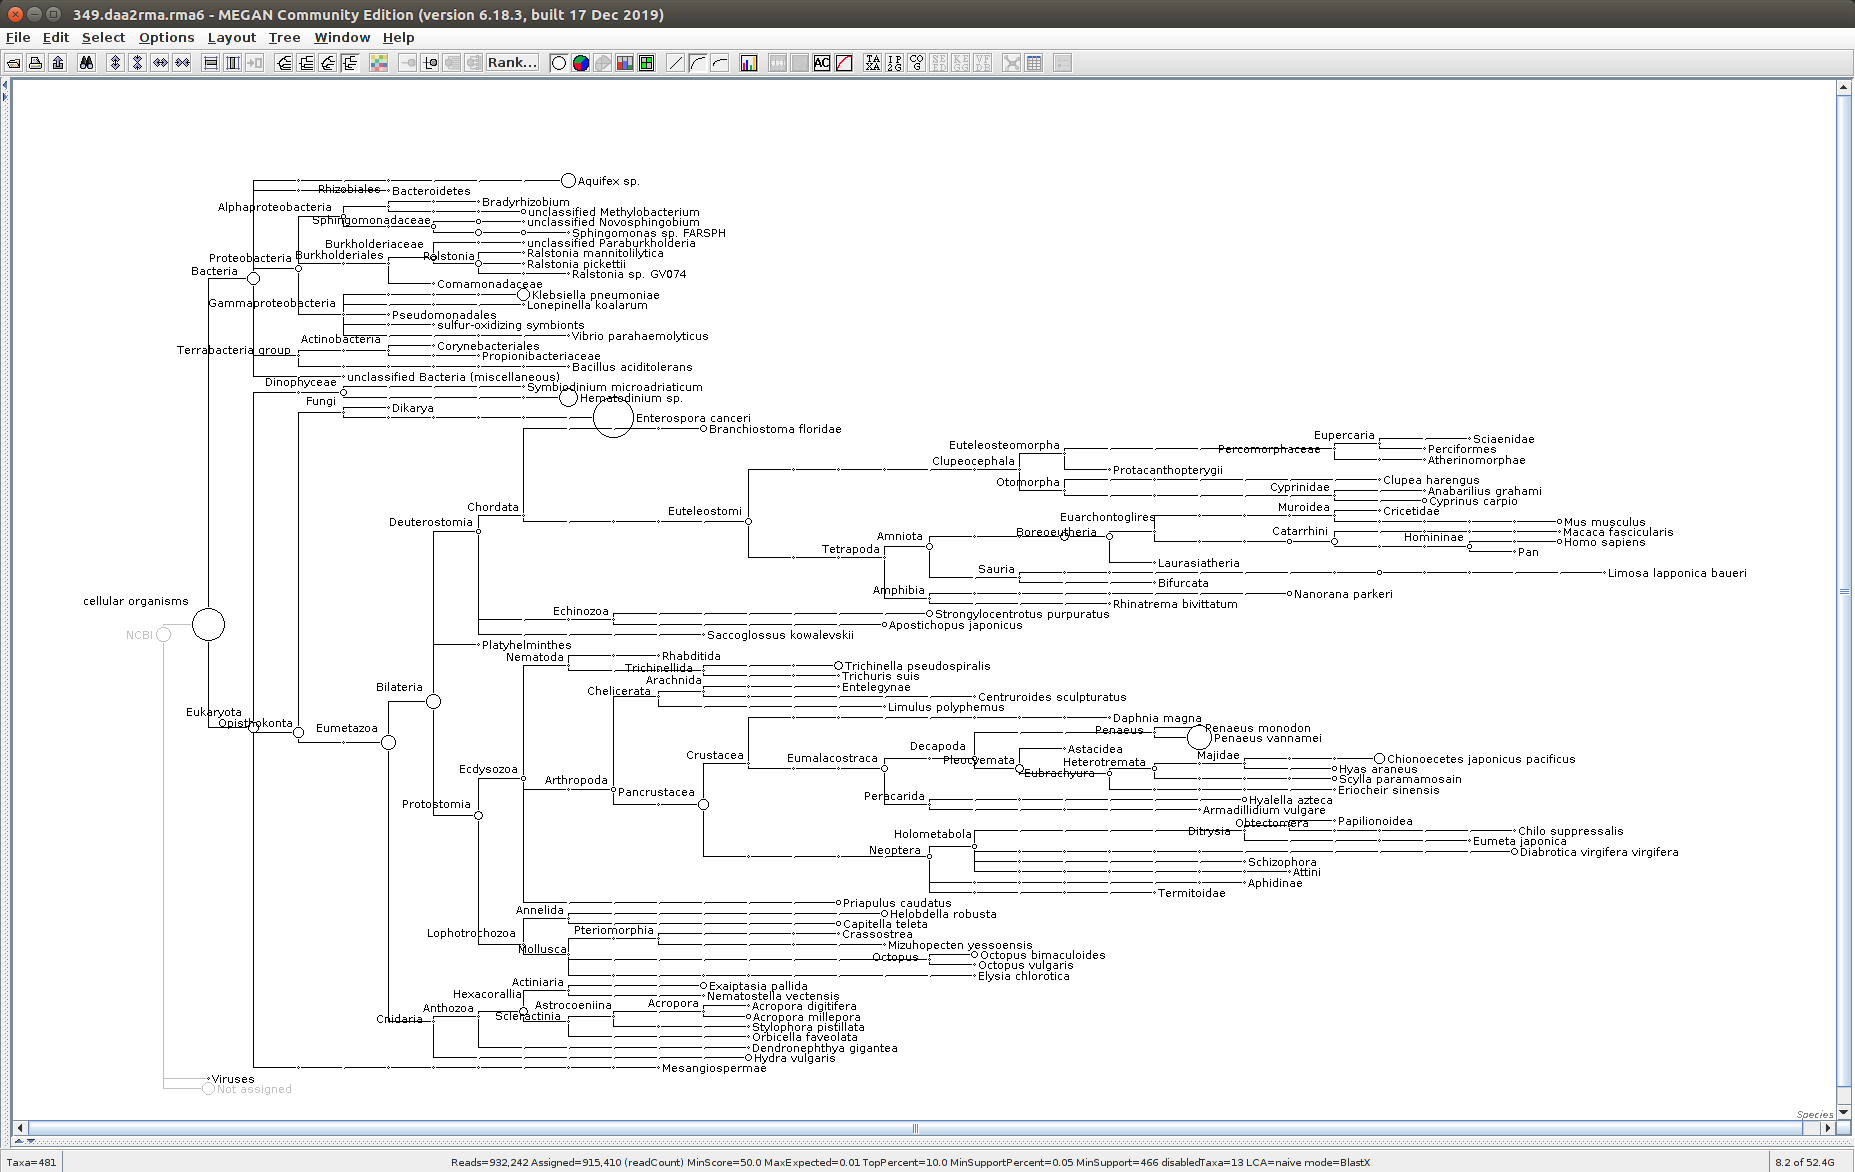 349.daa2rma.rma6 - MEGAN Community Edition (version 6.18.3, built 17 Dec 2019)
File Edit Select Options Layout Tree Window Help
Rank...
AC
TA XA
IP 2G
CO G
SE ED
KE GG
VF DB
Aquifex sp.
Rhizobiales
Bacteroidetes
Bradyrhizobium
Alphaproteobacteria
unclassified Methylobacterium
Sphingomonadaceae
unclassified Novosphingobium
Sphingomonas sp. FARSPH
Burkholderiaceae
unclassified Paraburkholderia
Burkholderiales
Ralstonia
Ralstonia mannitolilytica
Proteobacteria
Ralstonia pickettii
Bacteria
Ralstonia sp. GV074
Comamonadaceae
Klebsiella pneumoniae
Gammaproteobacteria
Lonepinella koalarum
Pseudomonadales
sulfur-oxidizing symbionts
Vibrio parahaemolyticus
Actinobacteria
Corynebacteriales
Terrabacteria group
Propionibacteriaceae
Bacillus aciditolerans
unclassified Bacteria (miscellaneous)
Dinophyceae
Symbiodinium microadriaticum
Hematodinium sp.
Fungi
Dikarya
Enterospora canceri
Branchiostoma floridae
Eupercaria
Sciaenidae
Euteleosteomorpha
Percomorphaceae
Perciformes
Clupeocephala
Atherinomorphae
Protacanthopterygii
Otomorpha
Clupea harengus
Cyprinidae
Anabarilius grahami
Cyprinus carpio
Chordata
Euteleostomi
Muroidea
Cricetidae
Deuterostomia
Euarchontoglires
Mus musculus
Boreoeutheria
Catarrhini
Macaca fascicularis
Amniota
Homininae
Homo sapiens
Tetrapoda
Pan
Laurasiatheria
Sauria
Limosa lapponica baueri
Bifurcata
Amphibia
Nanorana parkeri
cellular organisms
Rhinatrema bivittatum
Echinozoa
Strongylocentrotus purpuratus
Apostichopus japonicus
NCBI
Saccoglossus kowalevskii
Platyhelminthes
Nematoda
Rhabditida
Trichinellida
Trichinella pseudospiralis
Trichuris suis
Arachnida
Entelegynae
Bilateria
Chelicerata
Centruroides sculpturatus
Limulus polyphemus
Eukaryota
Daphnia magna
Opisthokonta
Eumetazoa
Penaeus
Penaeus monodon
Penaeus vannamei
Decapoda
Astacidea
Crustacea
Eumalacostraca
Pleocyemata
Heterotremata
Majidae
Chionoecetes japonicus pacificus
Ecdysozoa
Eubrachyura
Hyas araneus
Arthropoda
Scylla paramamosain
Pancrustacea
Eriocheir sinensis
Protostomia
Peracarida
Hyalella azteca
Armadillidium vulgare
Obtectomera
Papilionoidea
Holometabola
Ditrysia
Chilo suppressalis
Eumeta japonica
Neoptera
Diabrotica virgifera virgifera
Schizophora
Attini
Aphidinae
Termitoidae
Priapulus caudatus
Annelida
Helobdella robusta
Capitella teleta
Lophotrochozoa
Pteriomorphia
Crassostrea
Mollusca
Mizuhopecten yessoensis
Octopus
Octopus bimaculoides
Octopus vulgaris
Elysia chlorotica
Actiniaria
Exaiptasia pallida
Hexacorallia
Nematostella vectensis
Anthozoa
Astrocoeniina
Acropora
Acropora digitifera
Cnidaria
Scleractinia
Acropora millepora
Stylophora pistillata
Orbicella faveolata
Dendronephthya gigantea
Hydra vulgaris
Mesangiospermae
Viruses
Not assigned
Species
Taxa=481
Reads=932,242 Assigned=915,410 (readCount) MinScore=50.0 MaxExpected=0.01 TopPercent=10.0 MinSupportPercent=0.05 MinSupport=466 disabledTaxa=13 LCA=naive mode=BlastX
8.2 of 52.4G